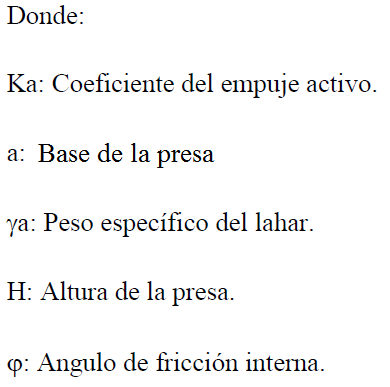 Donde:
Ka: Coeficiente del empuje activo.
a: Base de la presa
γa: Peso específico del lahar.
H: Altura de la presa.
φ: Angulo de fricción interna.